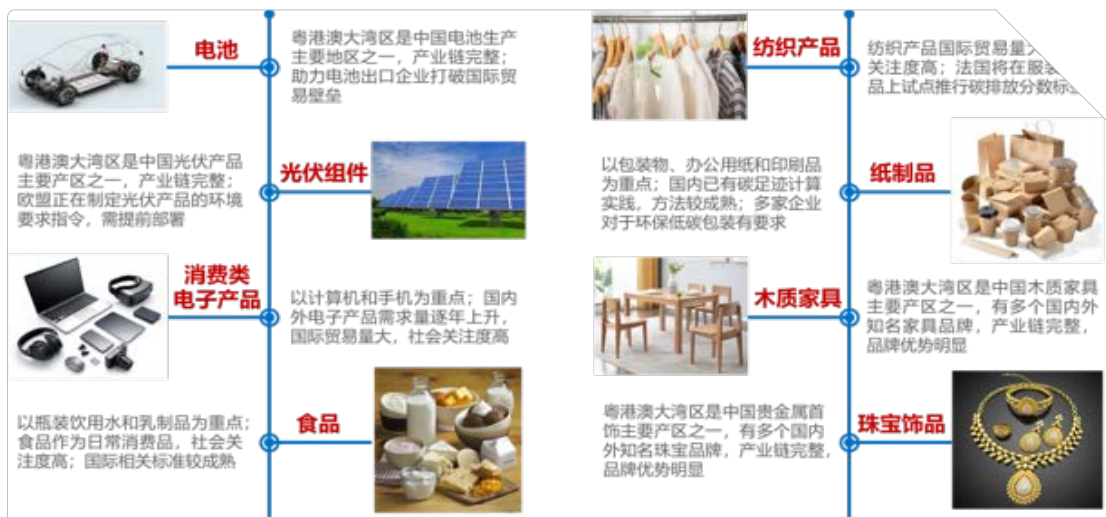 电池
粤港澳大湾区是中国电池生产
主要地区之一，产业链完整；
助力电池出口企业打破国际贸
易壁垒
粤港澳大湾区是中国光伏产品
主要产区之一，产业链完整；
欧盟正在制定光伏产品的环境
要求指令，需提前部署
光伏组件
消费类
电子产品
以计算机和手机为重点；国内
外电子产品需求量逐年上升，
国际贸易量大，社会关注度高
以瓶装饮用水和乳制品为重点；
食品作为日常消费品，社会关
注度高；国际相关标准较成熟
食品
纺织产品
纺织产品国际贸易量
关注度高；法国将在服装
品上试点推行碳排放分数标
以包装物、办公用纸和印刷品
为重点；国内已有碳足迹计算
实践，方法较成熟；多家企业
对于环保低碳包装有要求
纸制品
木质家具
粤港澳大湾区是中国木质家具
主要产区之一，有多个国内外
知名家具品牌，产业链完整，
品牌优势明显
粤港澳大湾区是中国贵金属首
饰主要产区之一，有多个国内
外知名珠宝品牌，产业链完整，
品牌优势明显
珠宝饰品